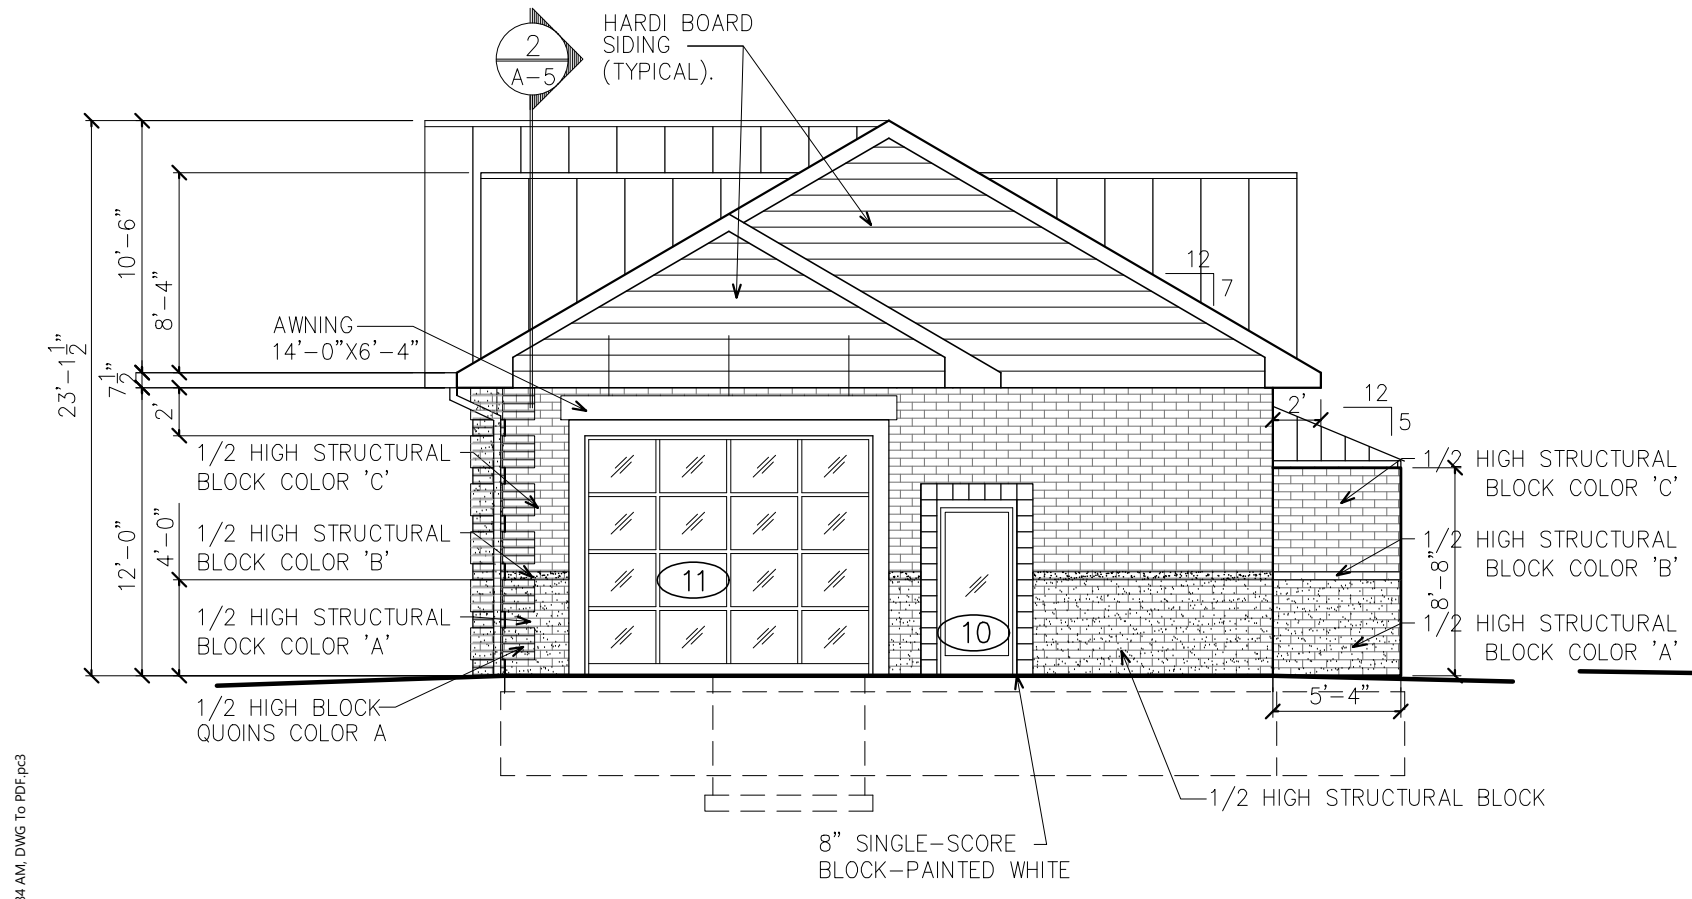 HARDI BOARD
SIDING
(TYPICAL).
2
A-5
10'-6"
8'-4"
23'-1 1/2"
7 1/2"
2'
12'-0"
4'-0"
AWNING
14'-0"X6'-4"
12
7
12
5
2'
1/2 HIGH STRUCTURAL
BLOCK COLOR 'C'
1/2 HIGH STRUCTURAL
BLOCK COLOR 'B'
1/2 HIGH STRUCTURAL
BLOCK COLOR 'A'
1/2 HIGH BLOCK
QUOINS COLOR A
11
10
1/2 HIGH STRUCTURAL
BLOCK COLOR 'C'
1/2 HIGH STRUCTURAL
BLOCK COLOR 'B'
8'-8"
1/2 HIGH STRUCTURAL
BLOCK COLOR 'A'
5'-4"
1/2 HIGH STRUCTURAL BLOCK
8" SINGLE-SCORE
BLOCK-PAINTED WHITE
34 AM, DWG To PDF.pc3